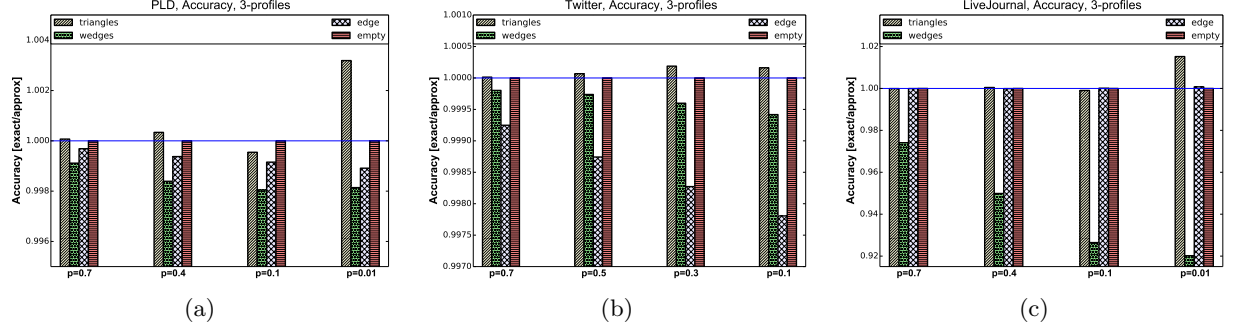 PLD, Accuracy, 3-profiles
triangles
wedges
edge
empty
Accuracy [exact/approx]
1.004
1.002
1.000
0.998
0.996
p=0.7
p=0.4
p=0.1
p=0.01
(a)
Twitter, Accuracy, 3-profiles
triangles
wedges
edge
empty
Accuracy [exact/approx]
1.0010
1.0005
1.0000
0.9995
0.9990
0.9985
0.9980
0.9975
0.9970
p=0.7
p=0.5
p=0.3
p=0.1
(b)
LiveJournal, Accuracy, 3-profiles
triangles
wedges
edge
empty
Accuracy [exact/approx]
1.02
1.00
0.98
0.96
0.94
0.92
p=0.7
p=0.4
p=0.1
p=0.01
(c)